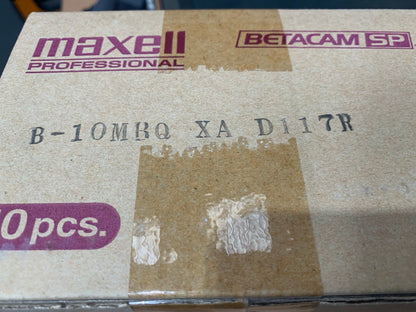 maxell
PROFESSIONAL
BETACAM SP
B-10MRQ XA D117R
0pcs.